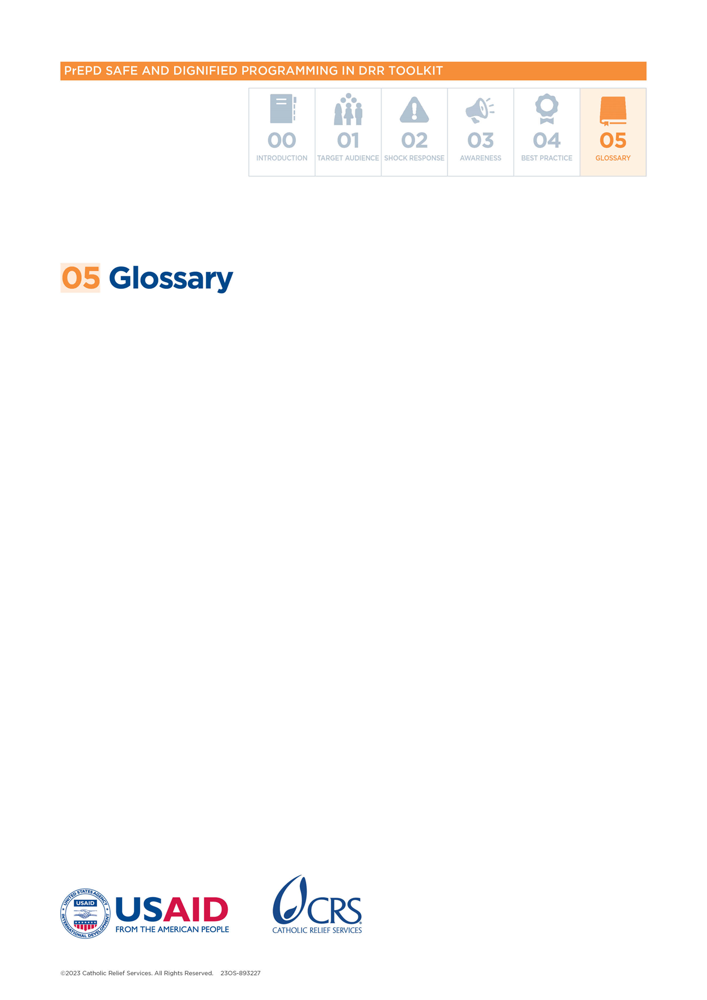 PrEPD SAFE AND DIGNIFIED PROGRAMMING IN DRR TOOLKIT
00 01 02 03 04 05
INTRODUCTION TARGET AUDIENCE SHOCK RESPONSE AWARENESS BEST PRACTICE GLOSSARY
05 Glossary
UNITED STATES AGENCY
USAID
INTERNATIONAL DEVELOPMENT
USAID
FROM THE AMERICAN PEOPLE
CRS
CATHOLIC RELIEF SERVICES
©2023 Catholic Relief Services. All Rights Reserved. 23OS-893227